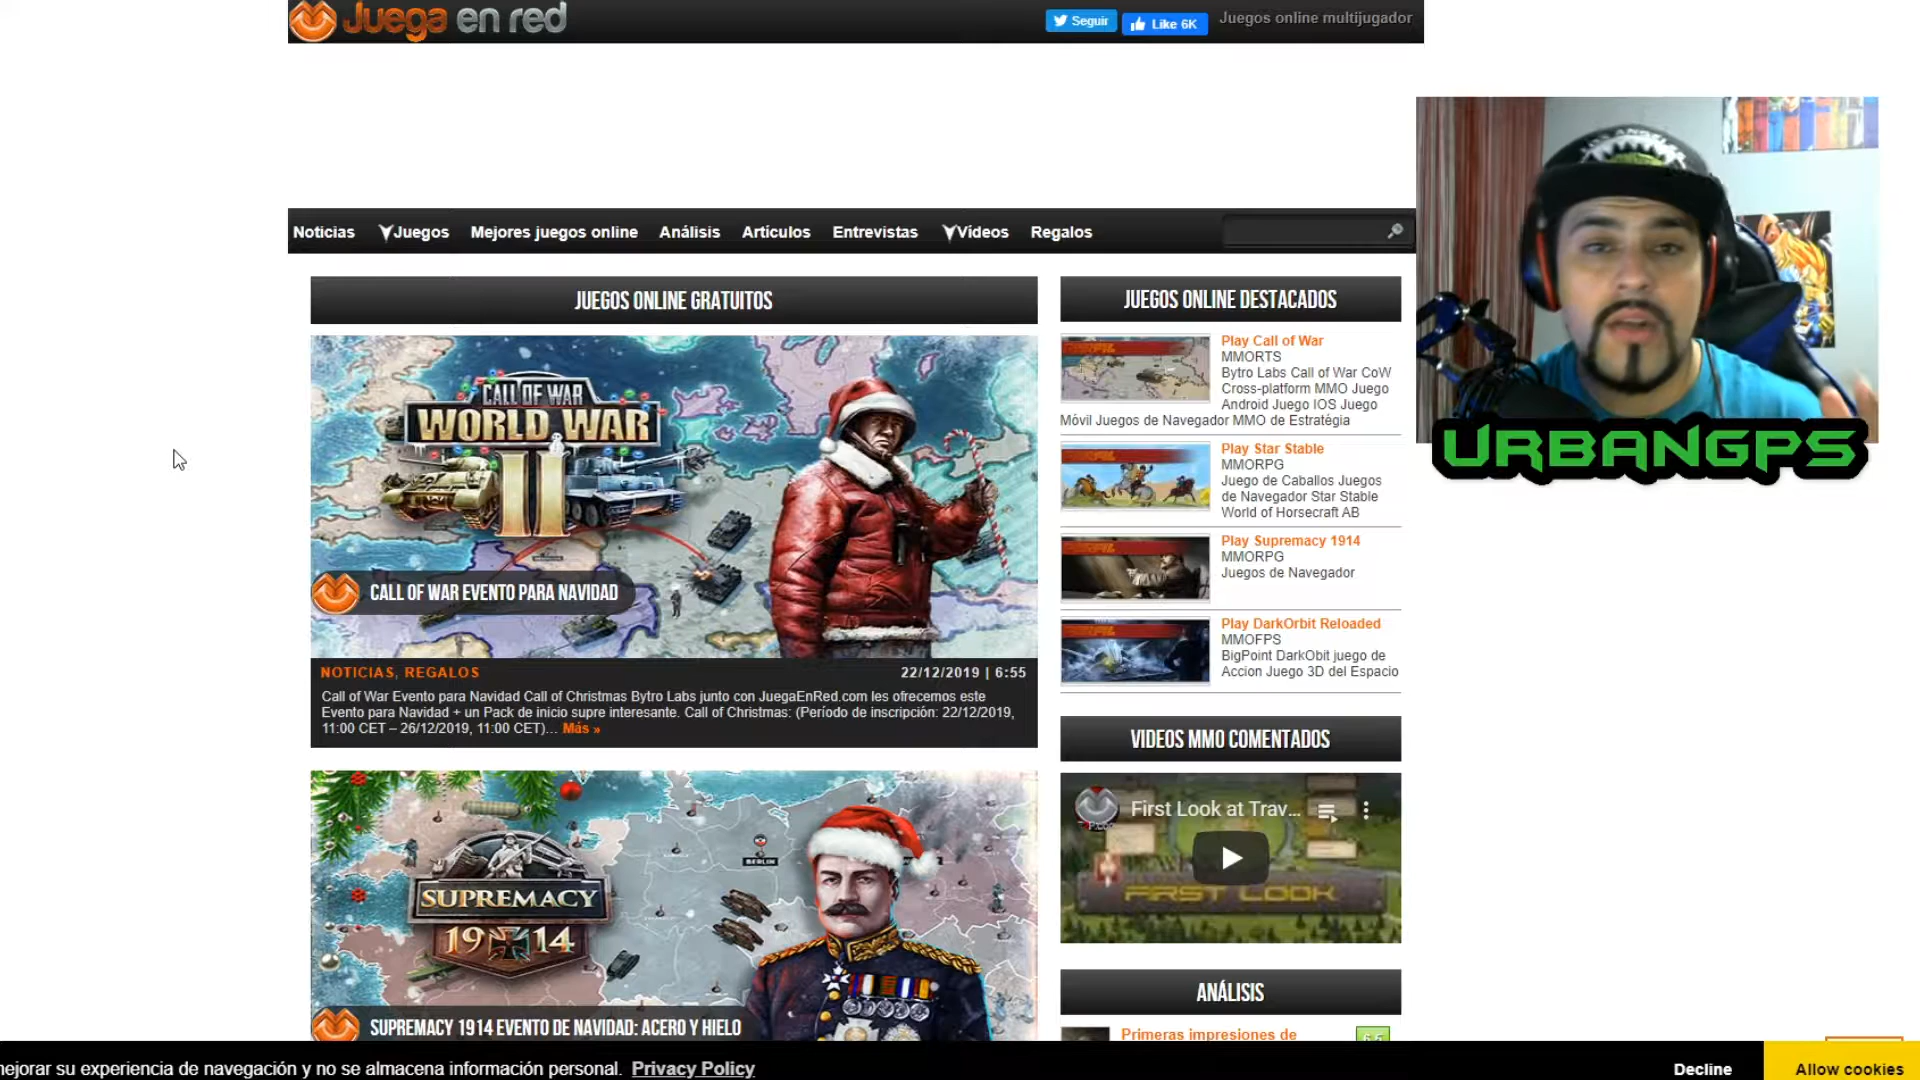 Juega en red
Seguir
Like 6K
Juegos online multijugador
Noticias Juegos Mejores juegos online Análisis Artículos Entrevistas Vídeos Regalos
JUEGOS ONLINE GRATUITOS
CALL OF WAR
WORLD WAR
II
CALL OF WAR EVENTO PARA NAVIDAD
NOTICIAS, REGALOS
22/12/2019 | 6:55
Call of War Evento para Navidad Call of Christmas Bytro Labs junto con JuegaEnRed.com les ofrecemos este
Evento para Navidad + un Pack de inicio supre interesante. Call of Christmas: (Período de inscripción: 22/12/2019,
11:00 CET – 26/12/2019, 11:00 CET)... Más »
BERLIN
SUPREMACY
1914
SUPREMACY 1914 EVENTO DE NAVIDAD: ACERO Y HIELO
JUEGOS ONLINE DESTACADOS
Play Call of War
MMORTS
Bytro Labs Call of War CoW
Cross-platform MMO Juego
Android Juego IOS Juego
Móvil Juegos de Navegador MMO de Estratégia
Play Star Stable
MMORPG
Juego de Caballos Juegos
de Navegador Star Stable
World of Horsecraft AB
Play Supremacy 1914
MMORPG
Juegos de Navegador
Play DarkOrbit Reloaded
MMOFPS
BigPoint DarkObit juego de
Accion Juego 3D del Espacio
VIDEOS MMO COMENTADOS
First Look at Trav...
FIRST LOOK
ANÁLISIS
Primeras impresiones de
6.5
LOS ANGELES
URBANGPS
mejorar su experiencia de navegación y no se almacena información personal. Privacy Policy
Decline
Allow cookies